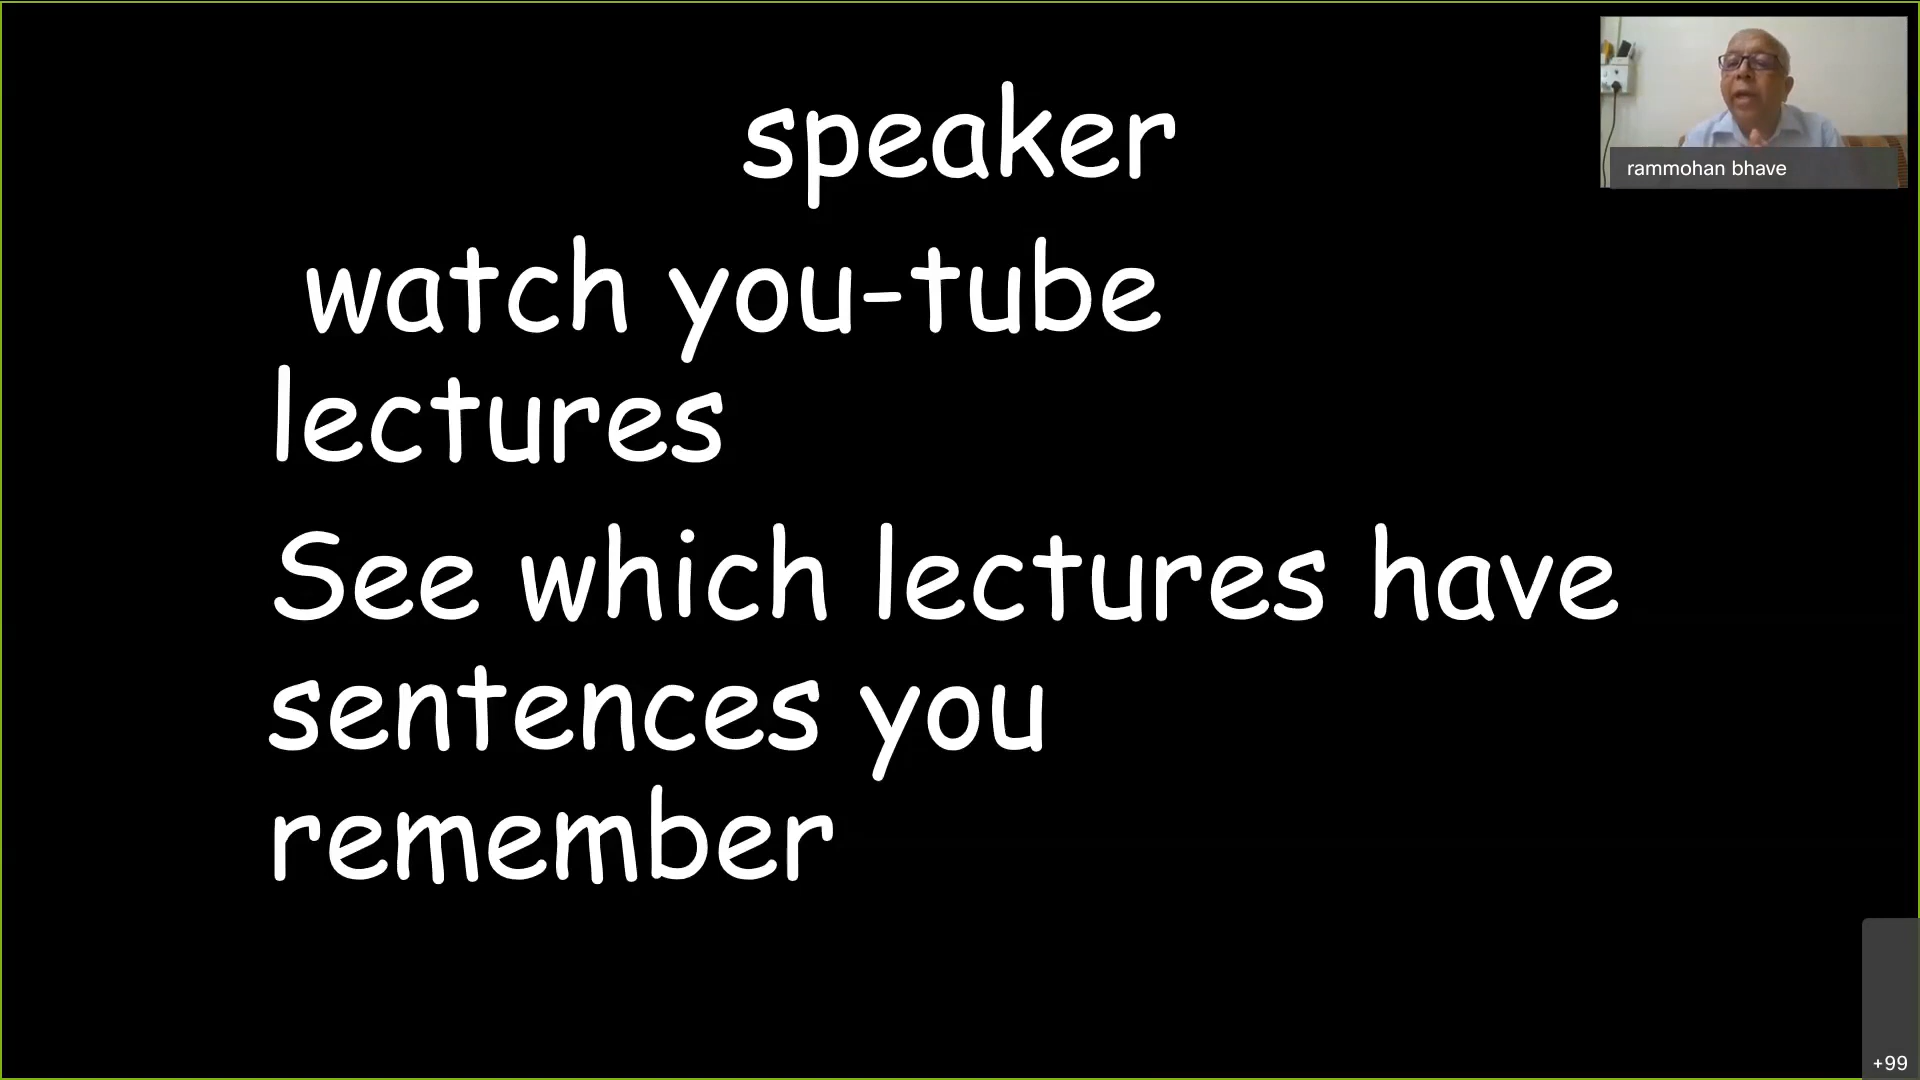 speaker
rammohan bhave
watch you-tube
lectures
See which lectures have
sentences you
remember
+99